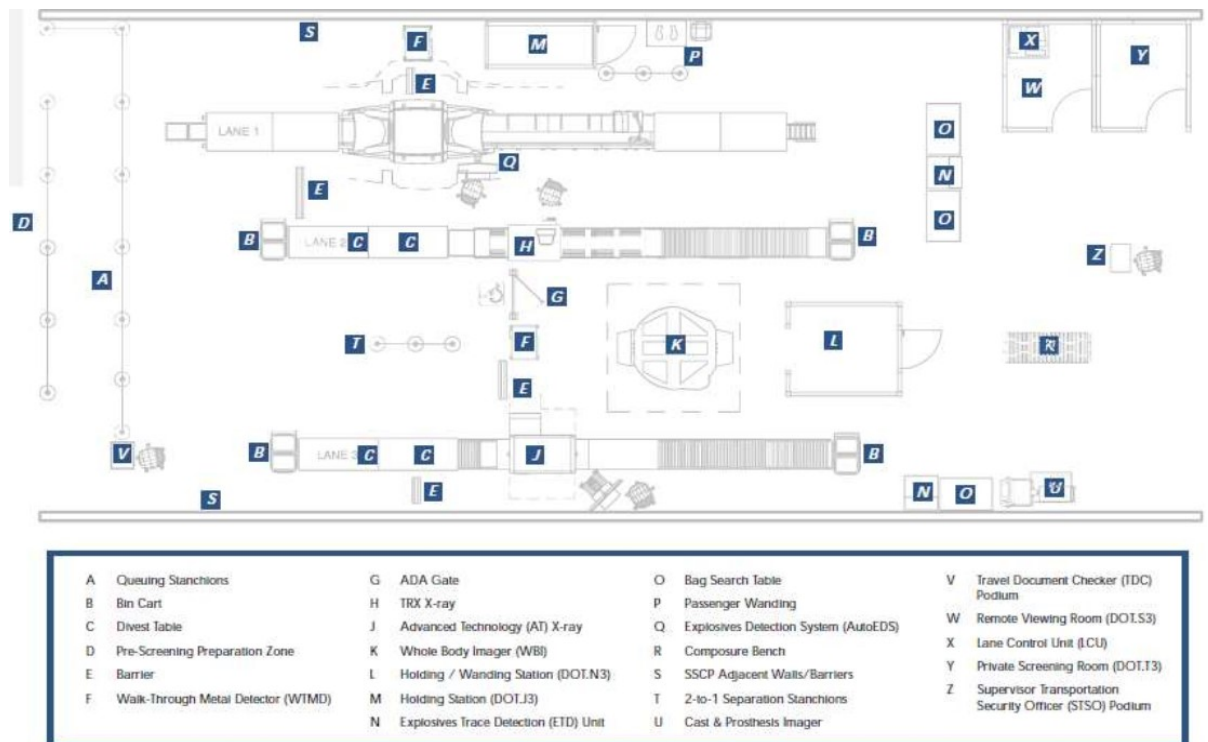 S
F
M
P
X
Y
E
W
LANE 1
O
Q
N
E
O
D
B
LANE 2
C
C
H
B
Z
A
G
T
F
K
L
R
E
B
LANE 3
C
C
J
B
V
E
N
O
U
S
A Queuing Stanchions
B Bin Cart
C Divest Table
D Pre-Screening Preparation Zone
E Barrier
F Walk-Through Metal Detector (WTMD)
G ADA Gate
H TRX X-ray
J Advanced Technology (AT) X-ray
K Whole Body Imager (WBI)
L Holding / Wanding Station (DOT.N3)
M Holding Station (DOT.J3)
N Explosives Trace Detection (ETD) Unit
O Bag Search Table
P Passenger Wanding
Q Explosives Detection System (AutoEDS)
R Composure Bench
S SSCP Adjacent Walls/Barriers
T 2-to-1 Separation Stanchions
U Cast & Prosthesis Imager
V Travel Document Checker (TDC)
Podium
W Remote Viewing Room (DOT.S3)
X Lane Control Unit (LCU)
Y Private Screening Room (DOT.T3)
Z Supervisor Transportation
Security Officer (STSO) Podium